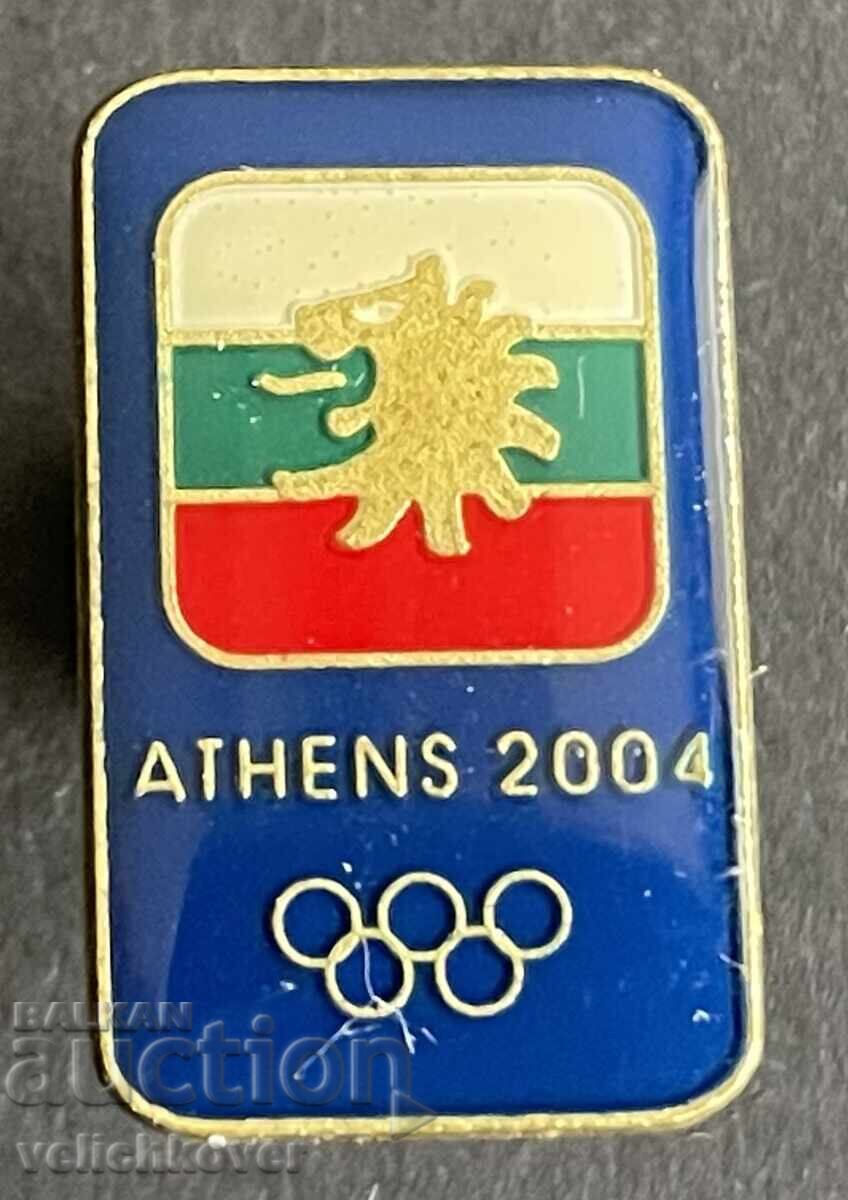 ATHENS 2004
BALKAN
auction
velichkover